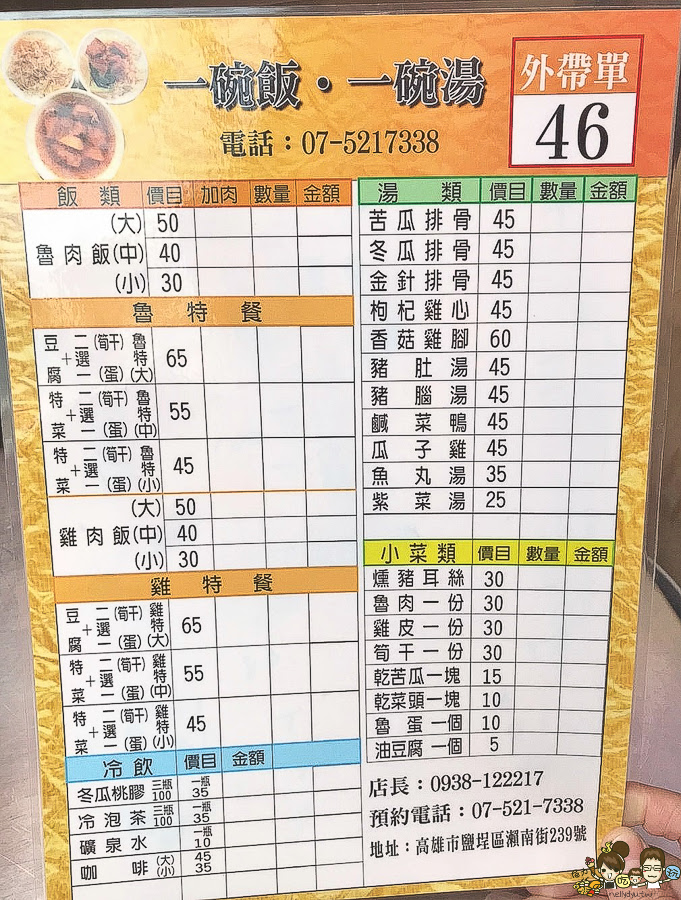 一碗飯・一碗湯
電話：07-5217338
外帶單
46
飯類 價目 加肉 數量 金額
(大) 50
魯肉飯(中) 40
(小) 30
魯特餐
豆腐+二選一(筍干)(蛋)魯特(大) 65
特菜+二選一(筍干)(蛋)魯特(中) 55
特菜+二選一(筍干)(蛋)魯特(小) 45
(大) 50
雞肉飯(中) 40
(小) 30
雞特餐
豆腐+二選一(筍干)(蛋)雞特(大) 65
特菜+二選一(筍干)(蛋)雞特(中) 55
特菜+二選一(筍干)(蛋)雞特(小) 45
冷飲 價目 金額
冬瓜桃膠 三瓶100 一瓶35
冷泡茶 三瓶100 一瓶35
礦泉水 一瓶10
咖啡 (大) 45
(小) 35
湯類 價目 數量 金額
苦瓜排骨 45
冬瓜排骨 45
金針排骨 45
枸杞雞心 45
香菇雞腳 60
豬肚湯 45
豬腦湯 45
鹹菜鴨 45
瓜子雞 45
魚丸湯 35
紫菜湯 25
小菜類 價目 數量 金額
燻豬耳絲 30
魯肉一份 30
雞皮一份 30
筍干一份 30
乾苦瓜一塊 15
乾菜頭一塊 10
魯蛋一個 10
油豆腐一個 5
店長：0938-122217
預約電話：07-521-7338
地址：高雄市鹽埕區瀨南街239號